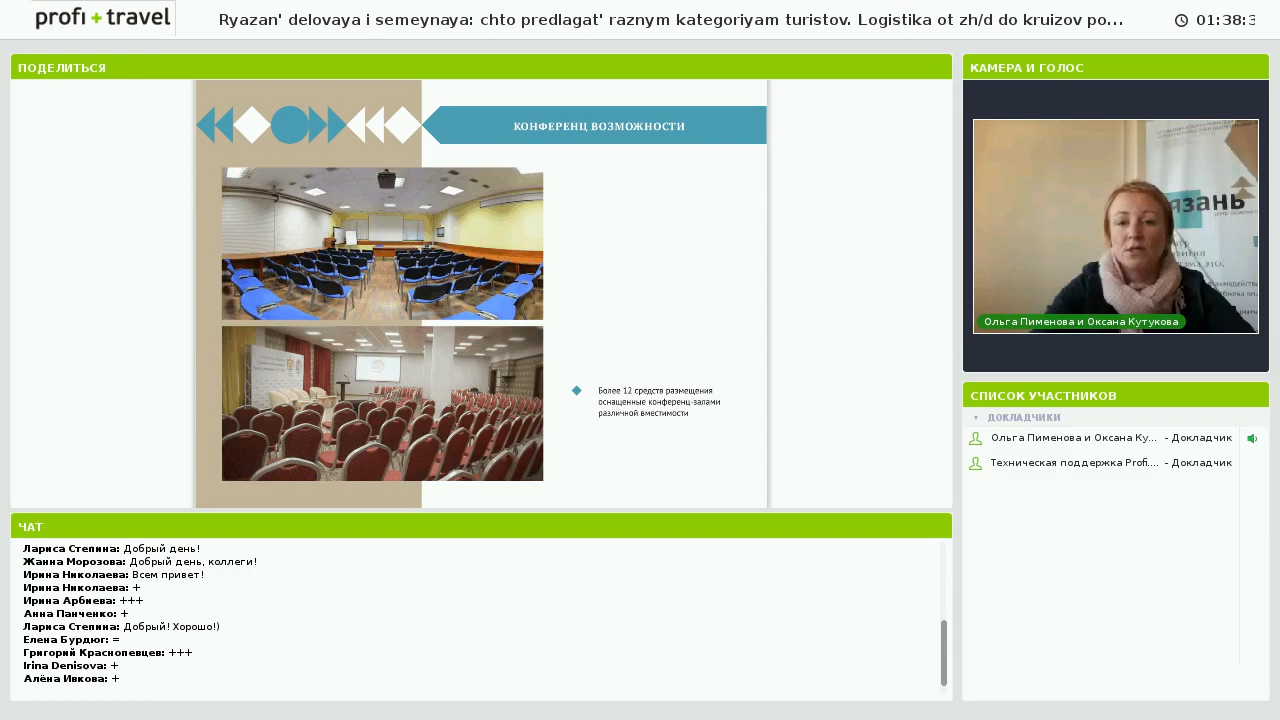 profi + travel
Ryazan' delovaya i semeynaya: chto predlagat' raznym kategoriyam turistov. Logistika ot zh/d do kruizov po...
01:38:3
ПОДЕЛИТЬСЯ
КОНФЕРЕНЦ ВОЗМОЖНОСТИ
Более 12 средств размещения
оснащенные конференц-залами
различной вместимости
КАМЕРА И ГОЛОС
язань
Ольга Пименова и Оксана Кутукова
СПИСОК УЧАСТНИКОВ
ДОКЛАДЧИКИ
Ольга Пименова и Оксана Ку... - Докладчик
Техническая поддержка Profi.... - Докладчик
ЧАТ
Лариса Степина: Добрый день!
Жанна Морозова: Добрый день, коллеги!
Ирина Николаева: Всем привет!
Ирина Николаева: +
Ирина Арбиева: +++
Анна Панченко: +
Лариса Степина: Добрый! Хорошо!)
Елена Бурдюг: =
Григорий Краснопевцев: +++
Irina Denisova: +
Алёна Ивкова: +